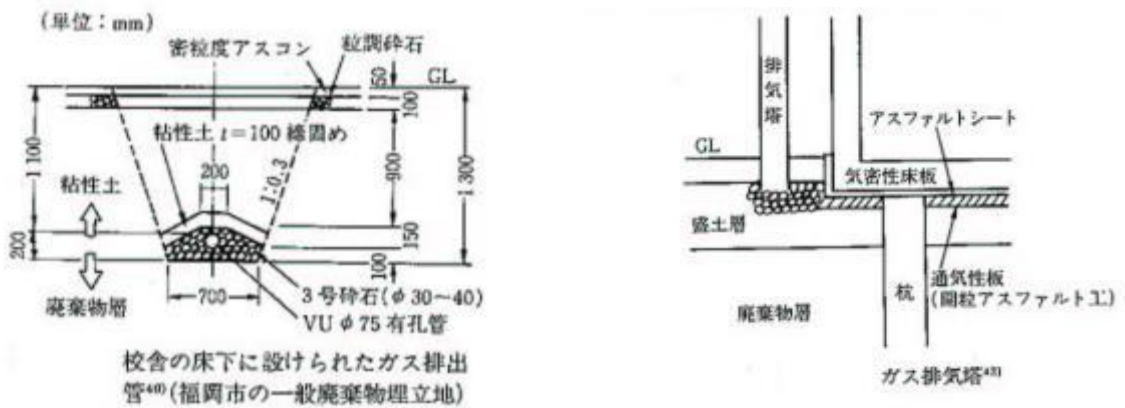 (単位：mm)
密粒度アスコン
粒調砕石
GL
50
100
1 100
粘性土 t=100 締固め
200
1:0.3
900
1 300
粘性土
200
150
100
700
3号砕石(φ30〜40)
VU φ75 有孔管
廃棄物層
校舎の床下に設けられたガス排出
管⁴⁰⁾(福岡市の一般廃棄物埋立地)
排気塔
アスファルトシート
GL
気密性床板
盛土層
杭
通気性板
(開粒アスファルト工)
廃棄物層
ガス排気塔⁴³⁾